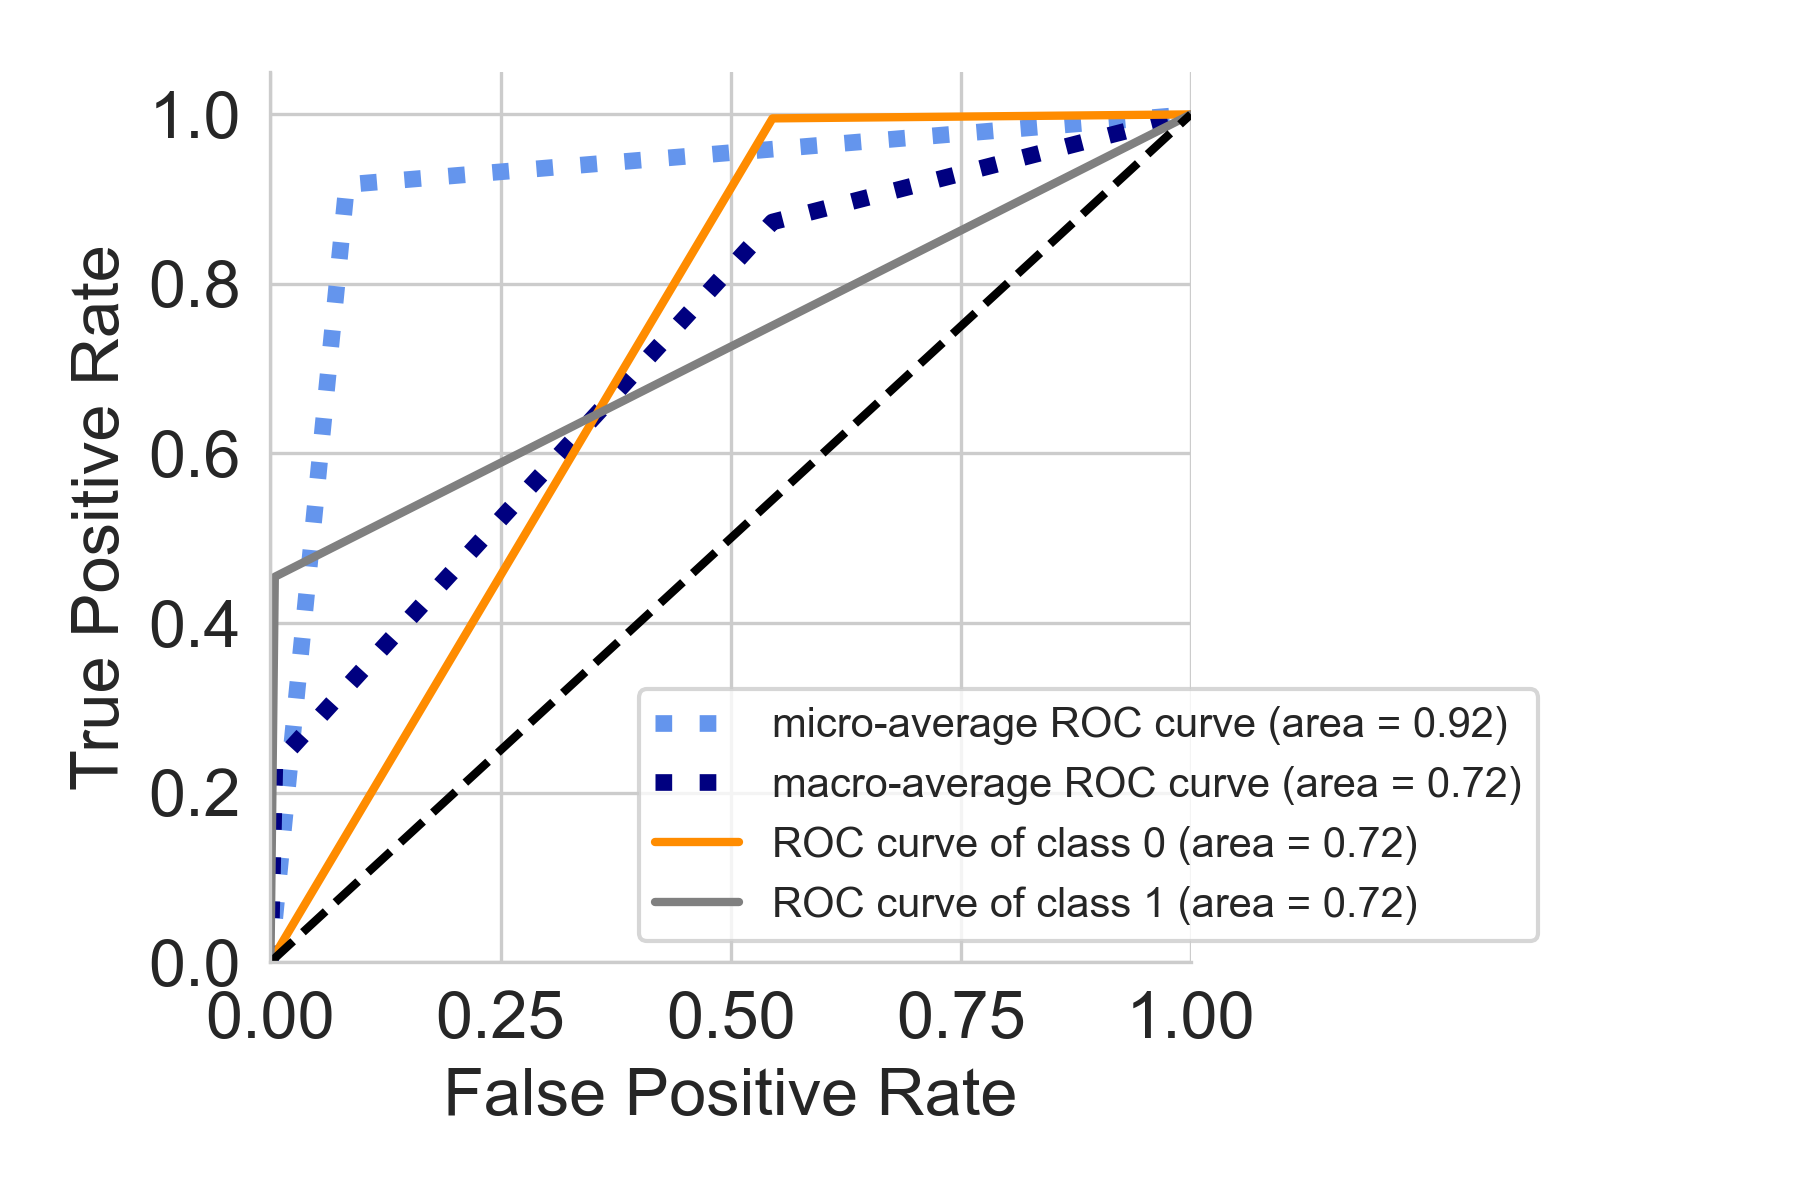 True Positive Rate
1.0
0.8
0.6
0.4
0.2
0.0
micro-average ROC curve (area = 0.92)
macro-average ROC curve (area = 0.72)
ROC curve of class 0 (area = 0.72)
ROC curve of class 1 (area = 0.72)
0.00 0.25 0.50 0.75 1.00
False Positive Rate